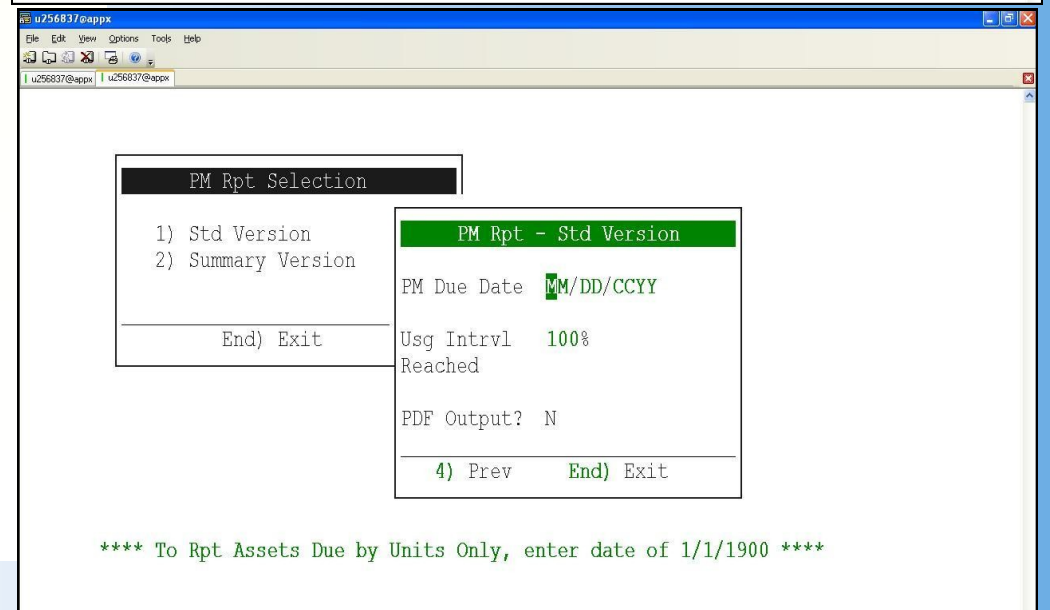 u256837@appx
File Edit View Options Tools Help
u256837@appx u256837@appx
PM Rpt Selection
1) Std Version
2) Summary Version
End) Exit
PM Rpt - Std Version
PM Due Date MM/DD/CCYY
Usg Intrvl 100%
Reached
PDF Output? N
4) Prev End) Exit
**** To Rpt Assets Due by Units Only, enter date of 1/1/1900 ****